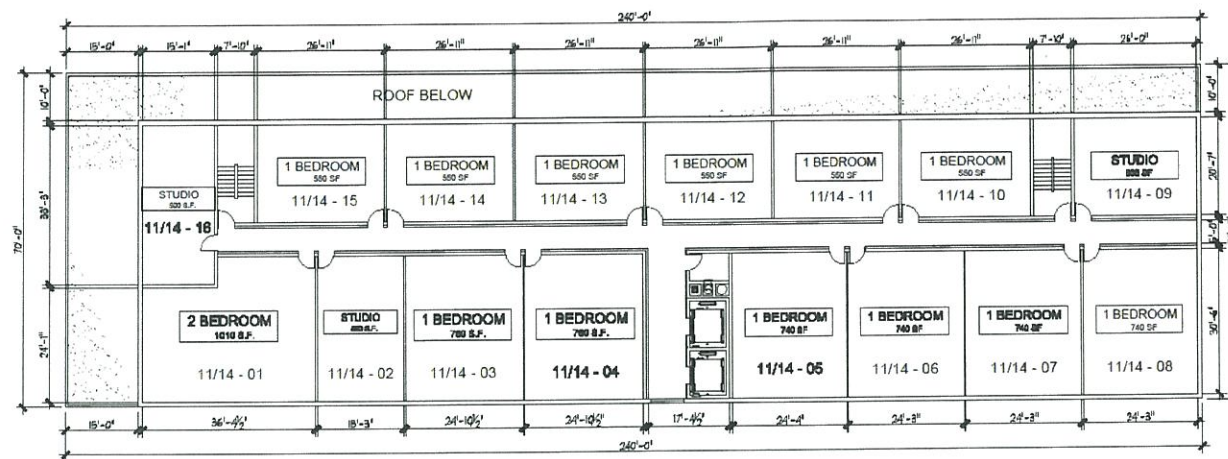 240'-0"
15'-0" 15'-1" 7'-10" 26'-11" 26'-11" 26'-11" 26'-11" 26'-11" 26'-11" 7'-10" 26'-0"
70'-0"
10'-0"
ROOF BELOW
10'-0"
1 BEDROOM 1 BEDROOM 1 BEDROOM 1 BEDROOM 1 BEDROOM 1 BEDROOM STUDIO
550 SF 550 SF 550 SF 550 SF 550 SF 550 SF
11/14 - 15 11/14 - 14 11/14 - 13 11/14 - 12 11/14 - 11 11/14 - 10 11/14 - 09
20'-7"
STUDIO
11/14 - 16
24'-1"
2 BEDROOM STUDIO 1 BEDROOM 1 BEDROOM 1 BEDROOM 1 BEDROOM 1 BEDROOM 1 BEDROOM
1010 S.F. 760 S.F. 760 S.F. 740 SF 740 SF 740 SF 740 SF
11/14 - 01 11/14 - 02 11/14 - 03 11/14 - 04 11/14 - 05 11/14 - 06 11/14 - 07 11/14 - 08
30'-4"
15'-0" 36'-4½" 18'-3" 24'-10½" 24'-10½" 17'-4½" 24'-4" 24'-3" 24'-3" 24'-3"
240'-0"